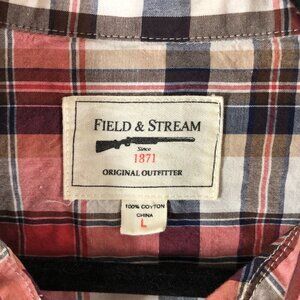 FIELD & STREAM
Since
1871
ORIGINAL OUTFITTER
100% COTTON
CHINA
L